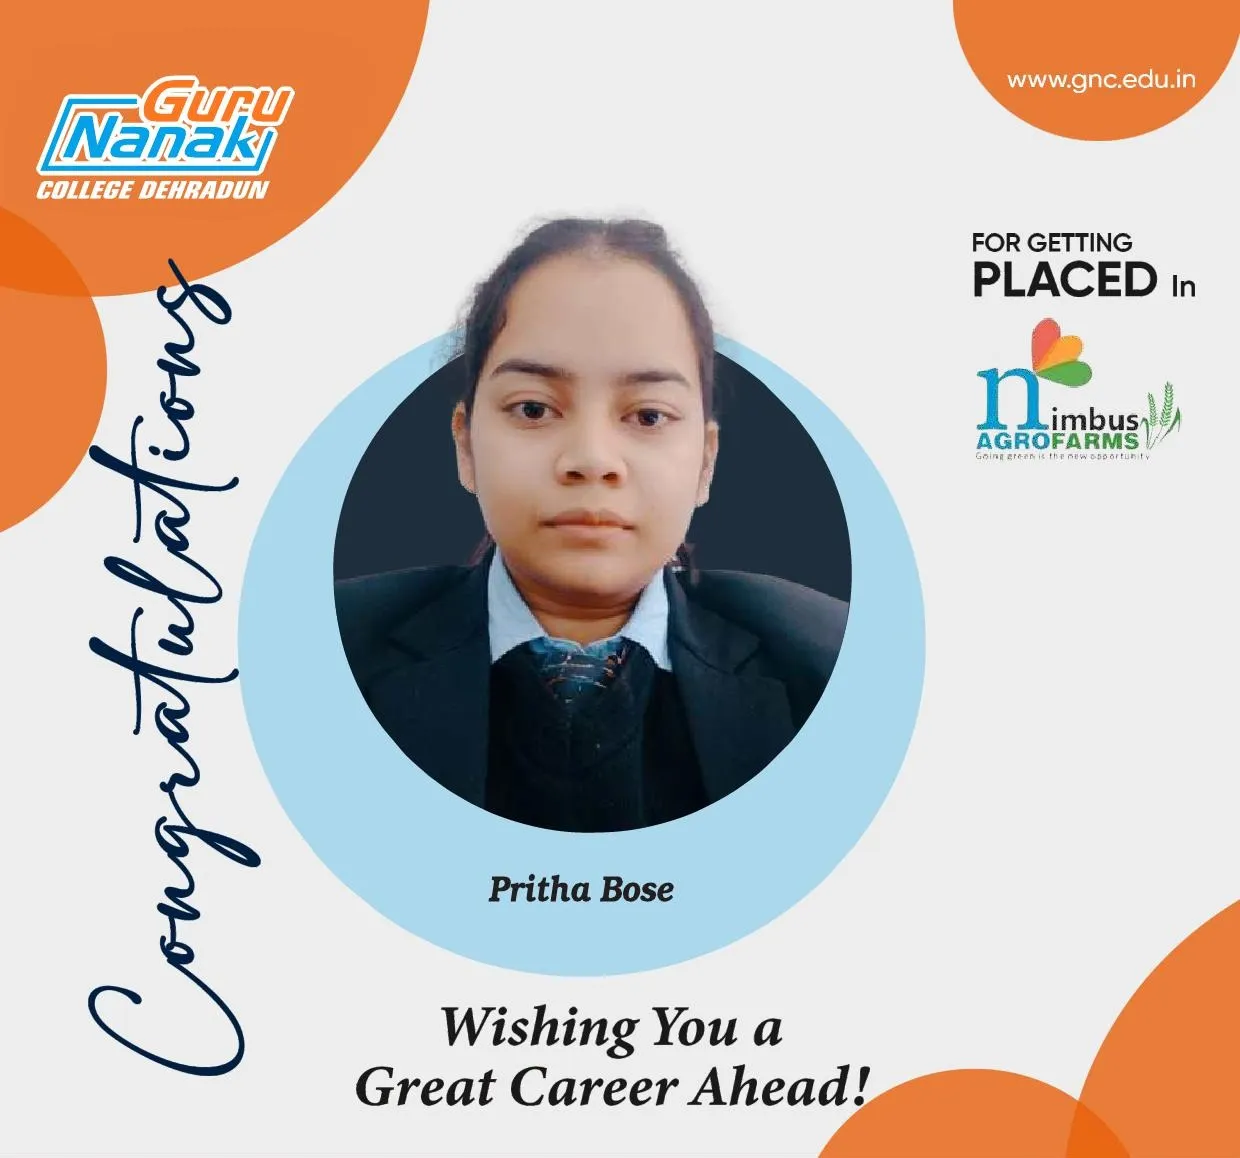 Guru
Nanak
COLLEGE DEHRADUN
www.gnc.edu.in
Congratulations
FOR GETTING
PLACED In
nimbus
AGROFARMS
Going green is the new opportunity
Pritha Bose
Wishing You a
Great Career Ahead!